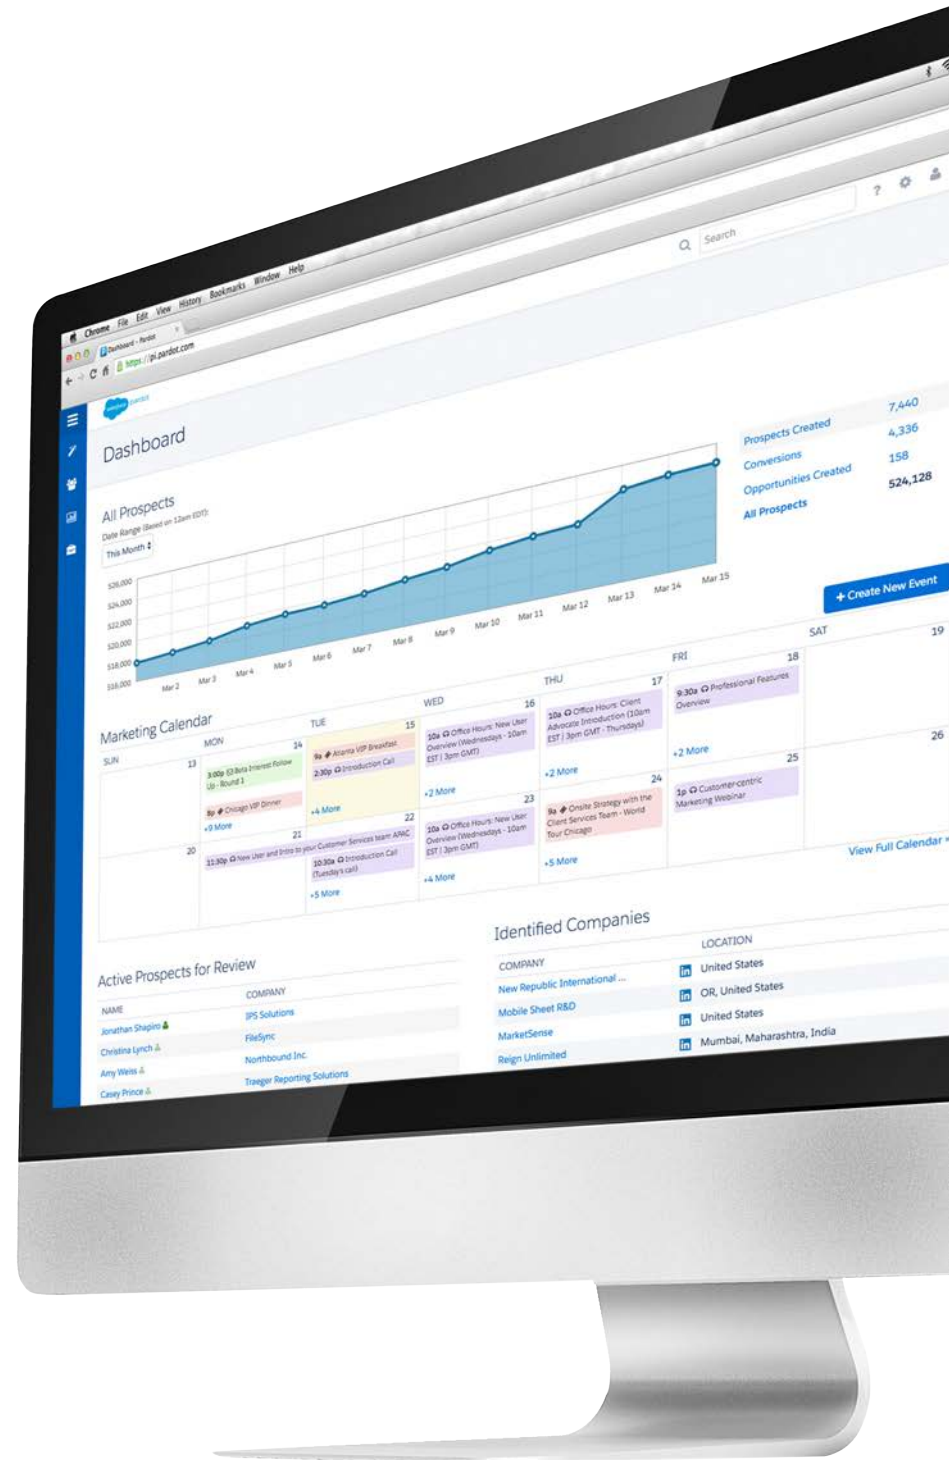 Chrome File Edit View History Bookmarks Window Help
Dashboard - Pardot
https://pi.pardot.com
Search
?
salesforce pardot
Dashboard
All Prospects
Date Range (Based on 12am EDT):
This Month
526,000
524,000
522,000
520,000
518,000
516,000
Mar 2 Mar 3 Mar 4 Mar 5 Mar 6 Mar 7 Mar 8 Mar 9 Mar 10 Mar 11 Mar 12 Mar 13 Mar 14 Mar 15
Prospects Created 7,440
Conversions 4,336
Opportunities Created 158
All Prospects 524,128
+ Create New Event
Marketing Calendar
SUN MON TUE WED THU FRI SAT
13
14
3:00p Beta Interest Follow
Up - Round 1
8p Chicago VIP Dinner
+9 More
15
9a Atlanta VIP Breakfast
2:30p Introduction Call
+4 More
16
10a Office Hours: New User
Overview (Wednesdays - 10am
EST | 3pm GMT)
+2 More
17
10a Office Hours: Client
Advocate Introduction (10am
EST | 3pm GMT - Thursdays)
+2 More
18
9:30a Professional Features
Overview
+2 More
19
20
21
11:30p New User and Intro to your Customer Services team APAC
22
10:30a Introduction Call
(Tuesday's call)
+5 More
23
10a Office Hours: New User
Overview (Wednesdays - 10am
EST | 3pm GMT)
+4 More
24
9a Onsite Strategy with the
Client Services Team - World
Tour Chicago
+5 More
25
1p Customer-centric
Marketing Webinar
26
View Full Calendar »
Active Prospects for Review
NAME COMPANY
Jonathan Shapiro IPS Solutions
Christina Lynch FileSync
Amy Weiss Northbound Inc.
Casey Prince Traeger Reporting Solutions
Identified Companies
COMPANY LOCATION
New Republic International ... in United States
Mobile Sheet R&D in OR, United States
MarketSense in United States
Reign Unlimited in Mumbai, Maharashtra, India